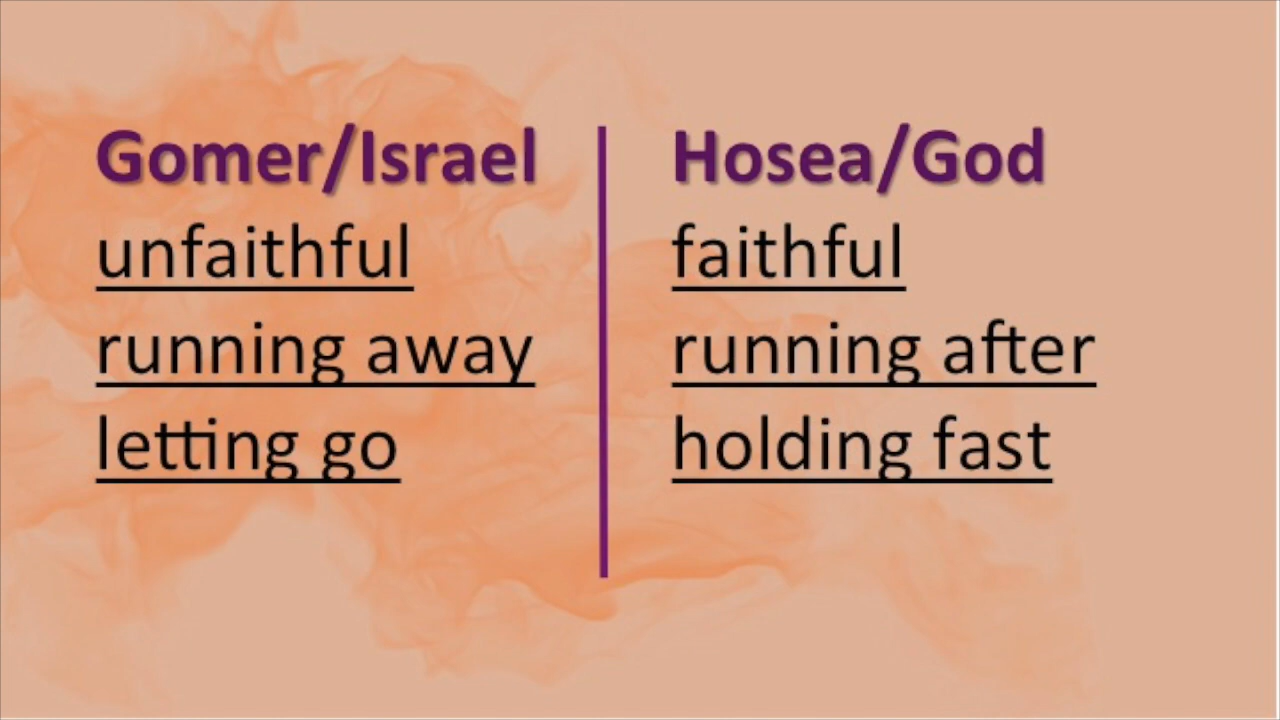 Gomer/Israel
unfaithful
running away
letting go
Hosea/God
faithful
running after
holding fast